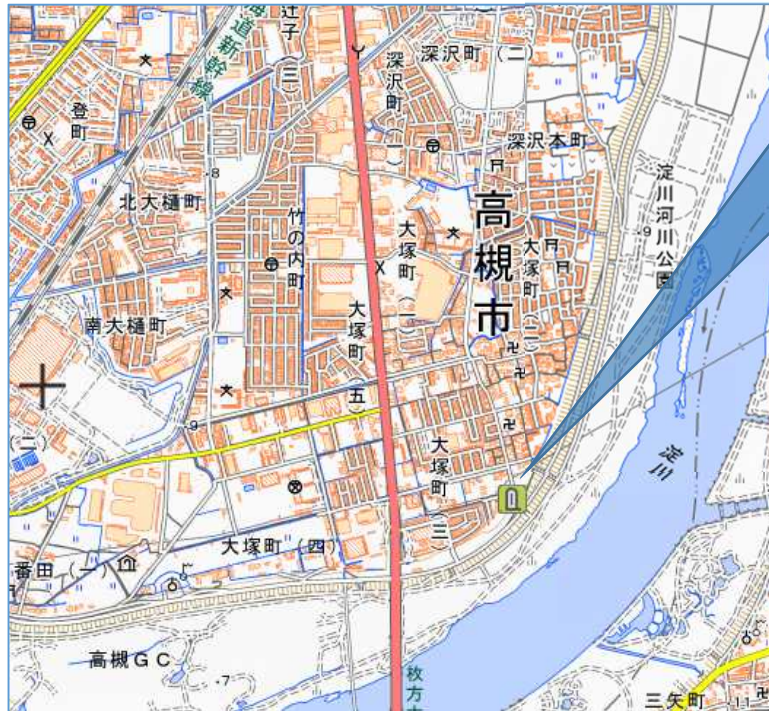 海道新幹線
辻子(三)
深沢町(一)
深沢町(二)
登町
深沢本町
8
北大樋町
竹の内町
大塚町(一)
高槻市
大塚町(二)
淀川河川公園
9
南大樋町
大塚町(五)
9
(二)
大塚町(三)
淀川
大塚町(四)
番田(一)
高槻GC
7
枚方大
三矢町
11